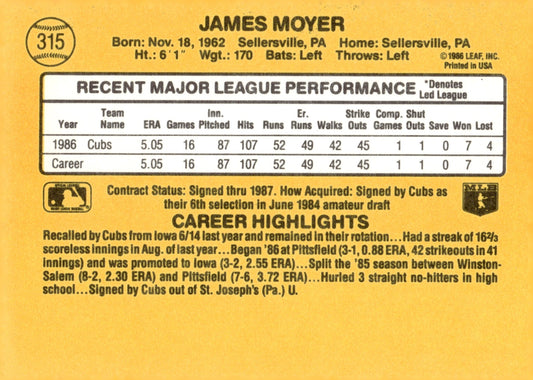 315
JAMES MOYER
Born: Nov. 18, 1962 Sellersville, PA Home: Sellersville, PA
Ht.: 6'1" Wgt.: 170 Bats: Left Throws: Left
©1986 LEAF, INC.
Printed in USA
RECENT MAJOR LEAGUE PERFORMANCE *Denotes Led League
Year Team Name ERA Games Inn. Pitched Hits Runs Er. Runs Walks Strike Outs Comp. Games Shut Outs Save Won Lost
1986 Cubs 5.05 16 87 107 52 49 42 45 1 1 0 7 4
Career 5.05 16 87 107 52 49 42 45 1 1 0 7 4
Contract Status: Signed thru 1987. How Acquired: Signed by Cubs as
their 6th selection in June 1984 amateur draft
MLB
CAREER HIGHLIGHTS
Recalled by Cubs from Iowa 6/14 last year and remained in their rotation...Had a streak of 16⅔
scoreless innings in Aug. of last year...Began '86 at Pittsfield (3-1, 0.88 ERA, 42 strikeouts in 41
innings) and was promoted to Iowa (3-2, 2.55 ERA)...Split the '85 season between Winston-
Salem (8-2, 2.30 ERA) and Pittsfield (7-6, 3.72 ERA)...Hurled 3 straight no-hitters in high
school...Signed by Cubs out of St. Joseph's (Pa.) U.